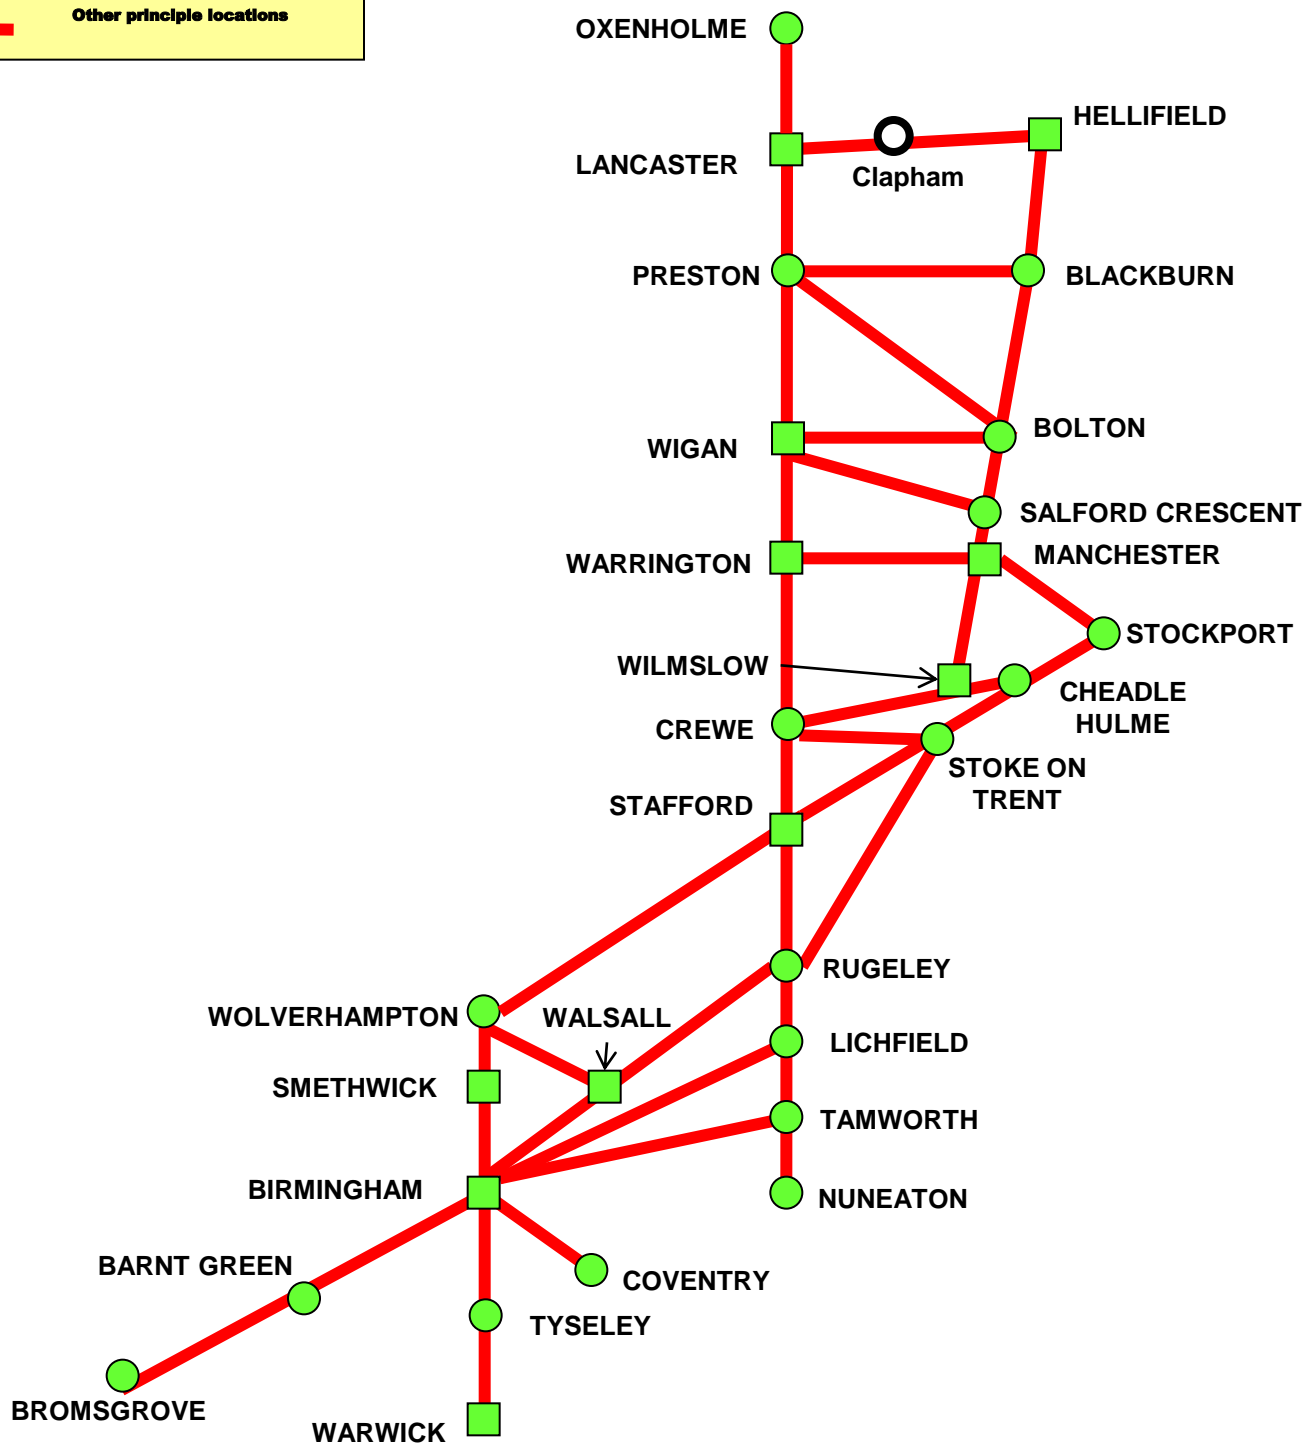 Other principle locations
OXENHOLME
HELLIFIELD
LANCASTER
Clapham
PRESTON
BLACKBURN
BOLTON
WIGAN
SALFORD CRESCENT
MANCHESTER
WARRINGTON
STOCKPORT
WILMSLOW
CHEADLE
HULME
CREWE
STOKE ON
TRENT
STAFFORD
RUGELEY
WOLVERHAMPTON
WALSALL
LICHFIELD
SMETHWICK
TAMWORTH
BIRMINGHAM
NUNEATON
BARNT GREEN
COVENTRY
TYSELEY
BROMSGROVE
WARWICK